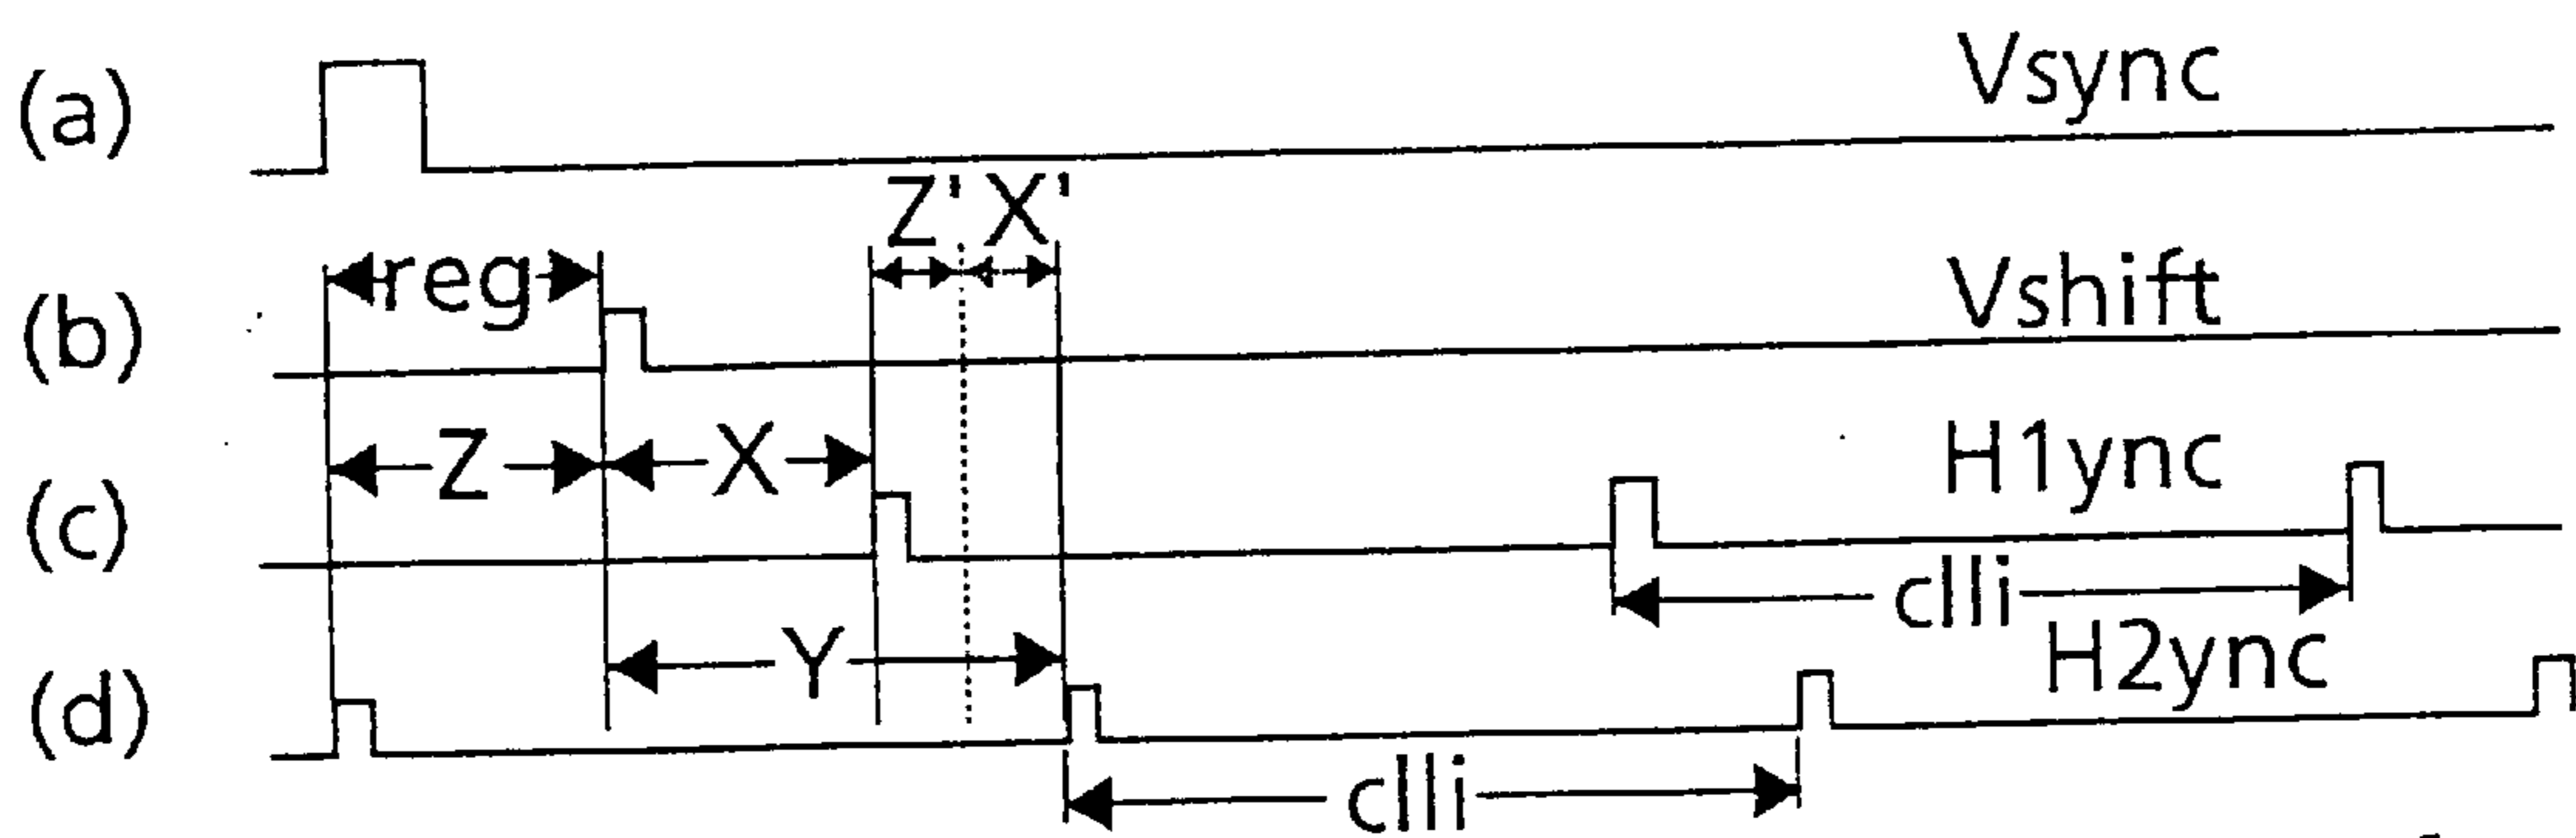 (a) Vsync
Z' X'
(b) reg Vshift
(c) Z X H1ync
clli
(d) Y H2ync
clli